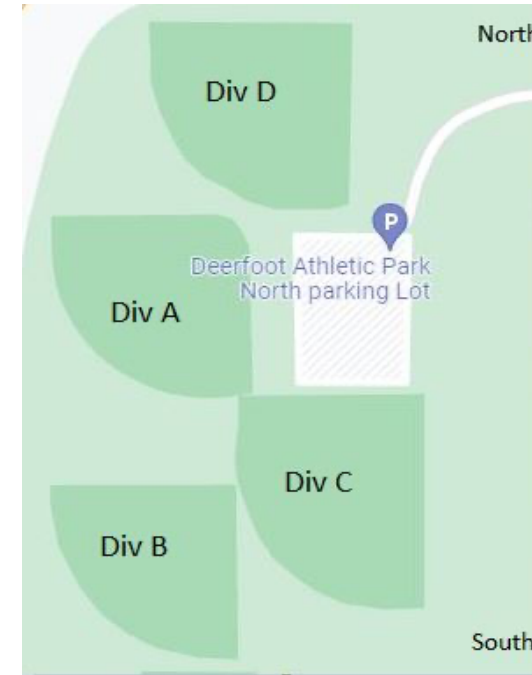 North
Div D
P
Deerfoot Athletic Park
North parking Lot
Div A
Div C
Div B
South